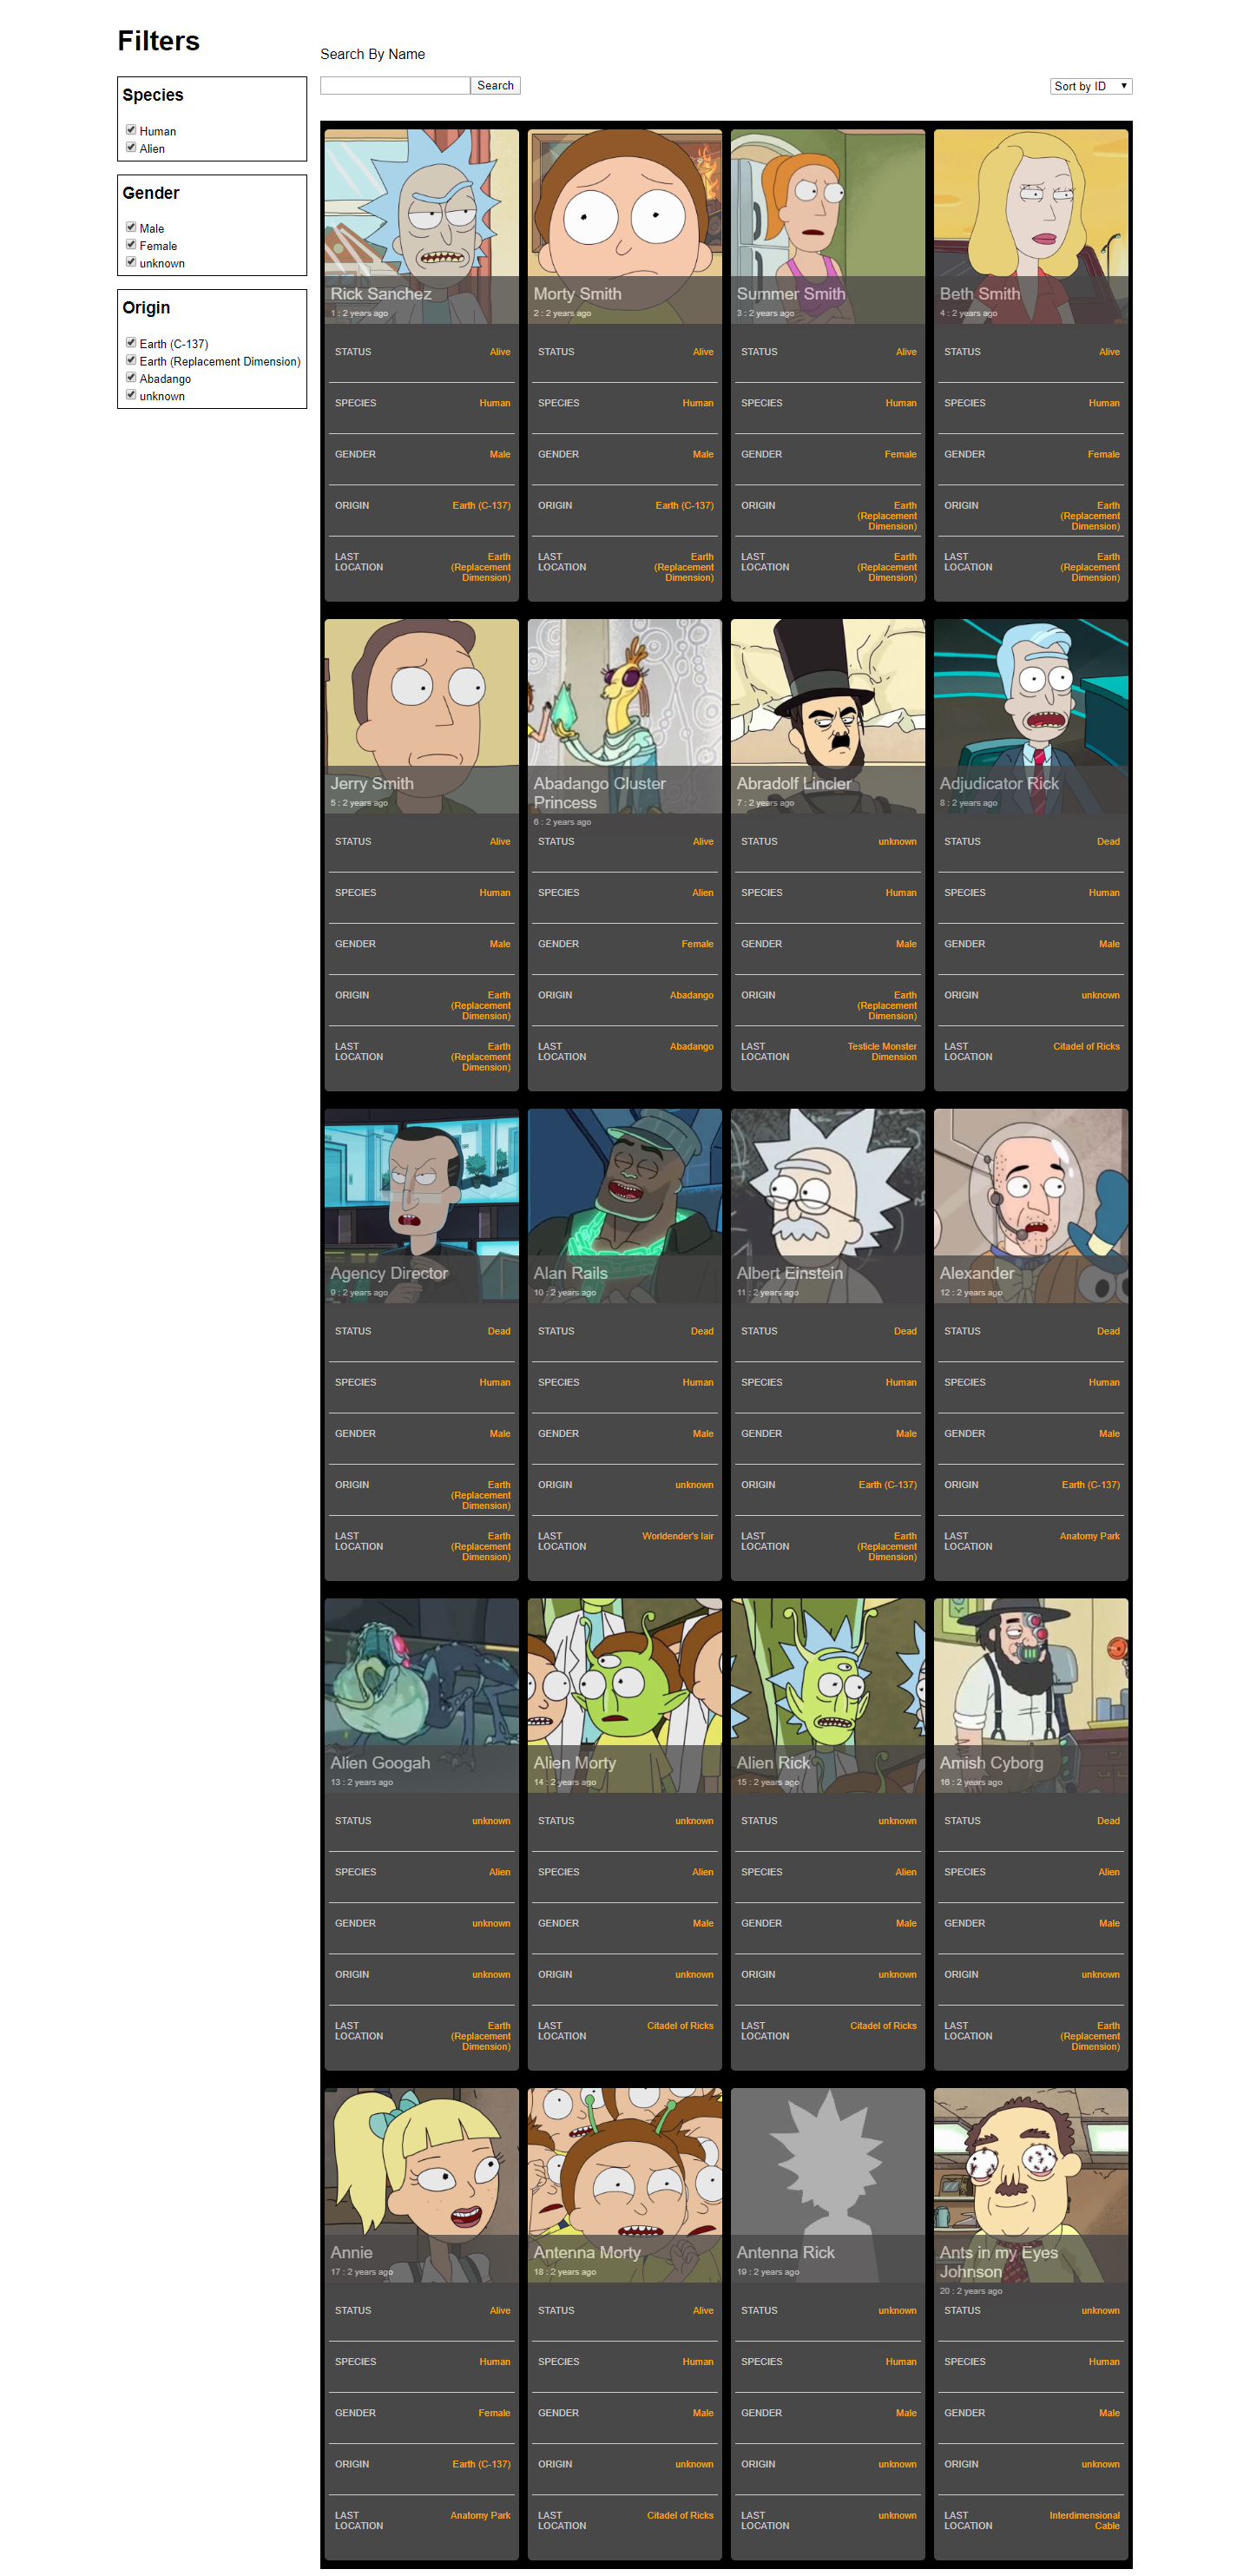 Filters
Species
Human
Alien
Gender
Male
Female
unknown
Origin
Earth (C-137)
Earth (Replacement Dimension)
Abadango
unknown
Search By Name
Search
Sort by ID
Rick Sanchez
1 : 2 years ago
STATUS Alive
SPECIES Human
GENDER Male
ORIGIN Earth (C-137)
LAST LOCATION Earth (Replacement Dimension)
Morty Smith
2 : 2 years ago
STATUS Alive
SPECIES Human
GENDER Male
ORIGIN Earth (C-137)
LAST LOCATION Earth (Replacement Dimension)
Summer Smith
3 : 2 years ago
STATUS Alive
SPECIES Human
GENDER Female
ORIGIN Earth (Replacement Dimension)
LAST LOCATION Earth (Replacement Dimension)
Beth Smith
4 : 2 years ago
STATUS Alive
SPECIES Human
GENDER Female
ORIGIN Earth (Replacement Dimension)
LAST LOCATION Earth (Replacement Dimension)
Jerry Smith
5 : 2 years ago
STATUS Alive
SPECIES Human
GENDER Male
ORIGIN Earth (Replacement Dimension)
LAST LOCATION Earth (Replacement Dimension)
Abadango Cluster Princess
6 : 2 years ago
STATUS Alive
SPECIES Alien
GENDER Female
ORIGIN Abadango
LAST LOCATION Abadango
Abradolf Lincler
7 : 2 years ago
STATUS unknown
SPECIES Human
GENDER Male
ORIGIN Earth (Replacement Dimension)
LAST LOCATION Testicle Monster Dimension
Adjudicator Rick
8 : 2 years ago
STATUS Dead
SPECIES Human
GENDER Male
ORIGIN unknown
LAST LOCATION Citadel of Ricks
Agency Director
9 : 2 years ago
STATUS Dead
SPECIES Human
GENDER Male
ORIGIN Earth (Replacement Dimension)
LAST LOCATION Earth (Replacement Dimension)
Alan Rails
10 : 2 years ago
STATUS Dead
SPECIES Human
GENDER Male
ORIGIN unknown
LAST LOCATION Worldender's lair
Albert Einstein
11 : 2 years ago
STATUS Dead
SPECIES Human
GENDER Male
ORIGIN Earth (C-137)
LAST LOCATION Earth (Replacement Dimension)
Alexander
12 : 2 years ago
STATUS Dead
SPECIES Human
GENDER Male
ORIGIN Earth (C-137)
LAST LOCATION Anatomy Park
Alien Googah
13 : 2 years ago
STATUS unknown
SPECIES Alien
GENDER unknown
ORIGIN unknown
LAST LOCATION Earth (Replacement Dimension)
Alien Morty
14 : 2 years ago
STATUS unknown
SPECIES Alien
GENDER Male
ORIGIN unknown
LAST LOCATION Citadel of Ricks
Alien Rick
15 : 2 years ago
STATUS unknown
SPECIES Alien
GENDER Male
ORIGIN unknown
LAST LOCATION Citadel of Ricks
Amish Cyborg
16 : 2 years ago
STATUS Dead
SPECIES Alien
GENDER Male
ORIGIN unknown
LAST LOCATION Earth (Replacement Dimension)
Annie
17 : 2 years ago
STATUS Alive
SPECIES Human
GENDER Female
ORIGIN Earth (C-137)
LAST LOCATION Anatomy Park
Antenna Morty
18 : 2 years ago
STATUS Alive
SPECIES Human
GENDER Male
ORIGIN unknown
LAST LOCATION Citadel of Ricks
Antenna Rick
19 : 2 years ago
STATUS unknown
SPECIES Human
GENDER Male
ORIGIN unknown
LAST LOCATION unknown
Ants in my Eyes Johnson
20 : 2 years ago
STATUS unknown
SPECIES Human
GENDER Male
ORIGIN unknown
LAST LOCATION Interdimensional Cable